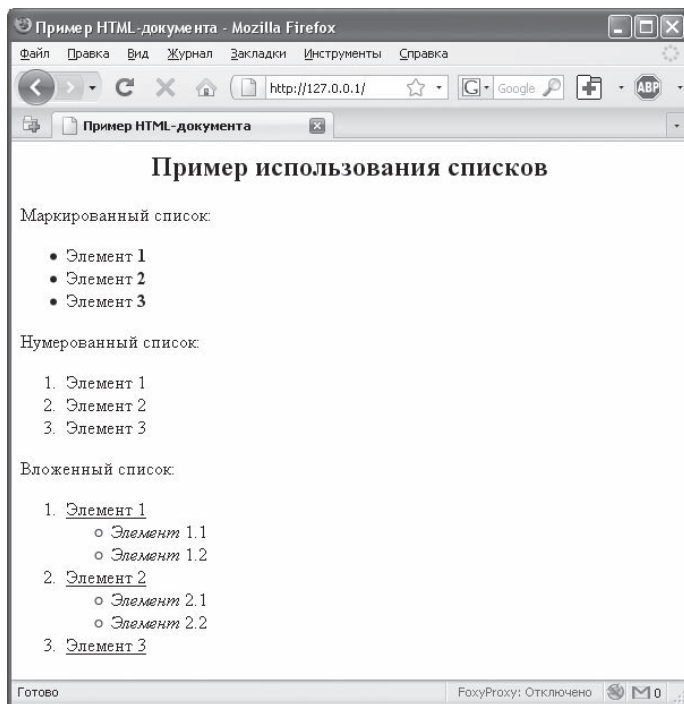 Пример HTML-документа - Mozilla Firefox
Файл Правка Вид Журнал Закладки Инструменты Справка
http://127.0.0.1/ G Google ABP
Пример HTML-документа
Пример использования списков
Маркированный список:
• Элемент 1
• Элемент 2
• Элемент 3
Нумерованный список:
1. Элемент 1
2. Элемент 2
3. Элемент 3
Вложенный список:
1. Элемент 1
Элемент 1.1
Элемент 1.2
2. Элемент 2
Элемент 2.1
Элемент 2.2
3. Элемент 3
Готово FoxyProxy: Отключено 0